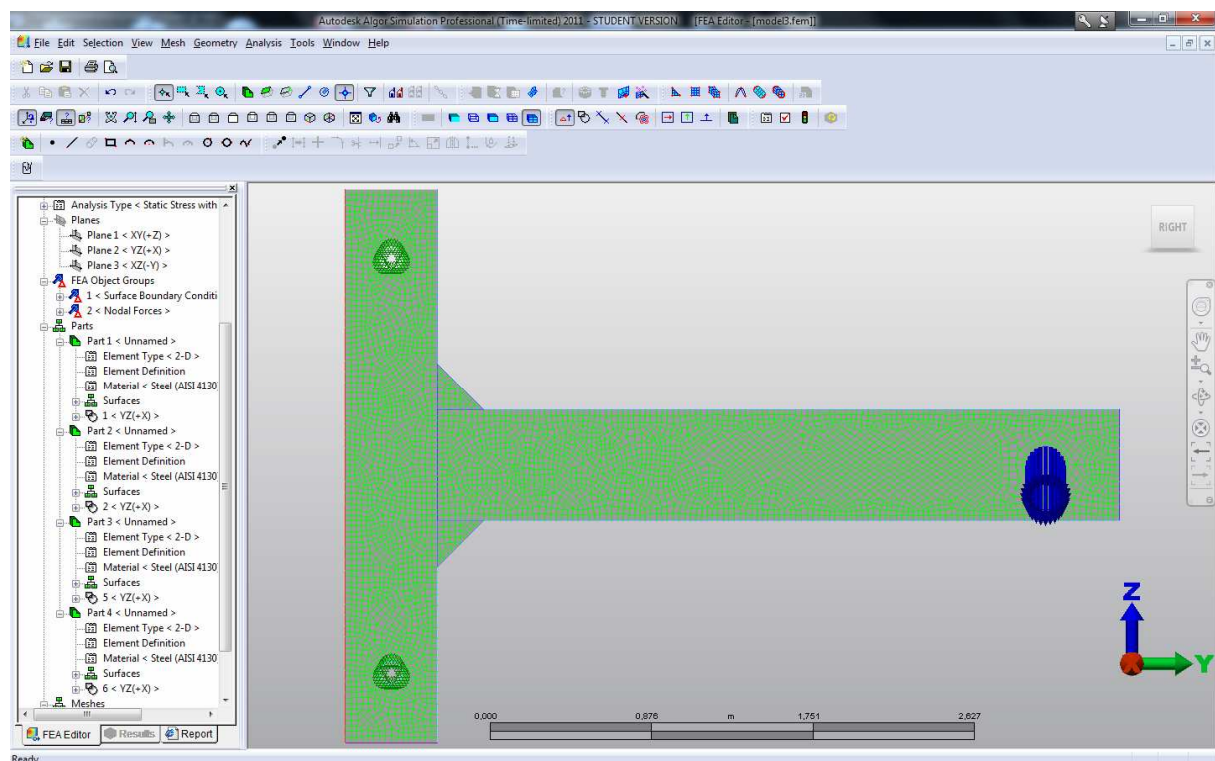 Autodesk Algor Simulation Professional (Time-limited) 2011 - STUDENT VERSION [FEA Editor - [model3.fem]]
File Edit Selection View Mesh Geometry Analysis Tools Window Help
Analysis Type < Static Stress with
Planes
Plane 1 < XY(+Z) >
Plane 2 < YZ(+X) >
Plane 3 < XZ(-Y) >
FEA Object Groups
1 < Surface Boundary Conditi
2 < Nodal Forces >
Parts
Part 1 < Unnamed >
Element Type < 2-D >
Element Definition
Material < Steel (AISI 4130
Surfaces
1 < YZ(+X) >
Part 2 < Unnamed >
Element Type < 2-D >
Element Definition
Material < Steel (AISI 4130
Surfaces
2 < YZ(+X) >
Part 3 < Unnamed >
Element Type < 2-D >
Element Definition
Material < Steel (AISI 4130
Surfaces
5 < YZ(+X) >
Part 4 < Unnamed >
Element Type < 2-D >
Element Definition
Material < Steel (AISI 4130
Surfaces
6 < YZ(+X) >
Meshes
FEA Editor Results Report
Ready
RIGHT
Z
Y
0,000 0,876 m 1,751 2,627